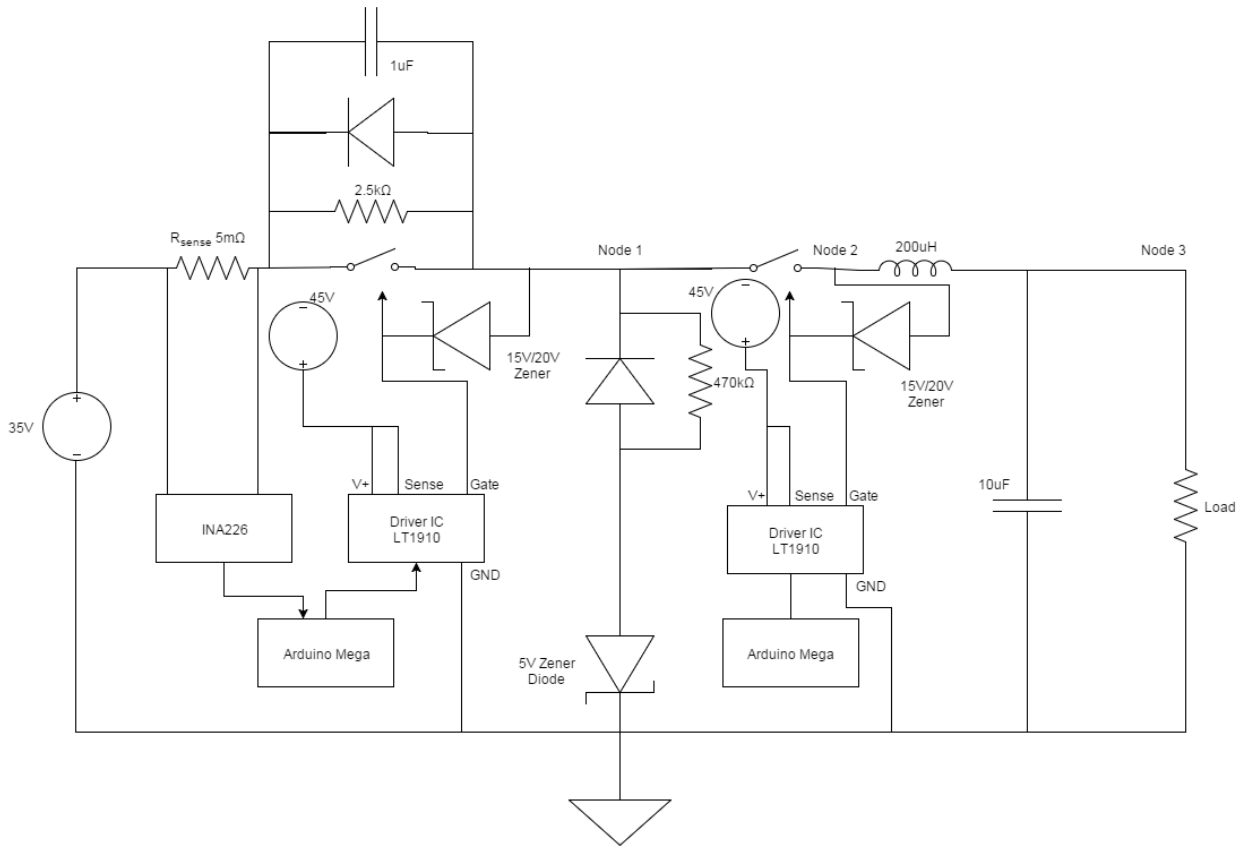 1uF
2.5kΩ
Rsense 5mΩ
Node 1
Node 2
200uH
Node 3
45V
45V
15V/20V
Zener
470kΩ
15V/20V
Zener
35V
V+
Sense
Gate
V+
Sense
Gate
10uF
Load
INA226
Driver IC
LT1910
Driver IC
LT1910
GND
GND
Arduino Mega
5V Zener
Diode
Arduino Mega